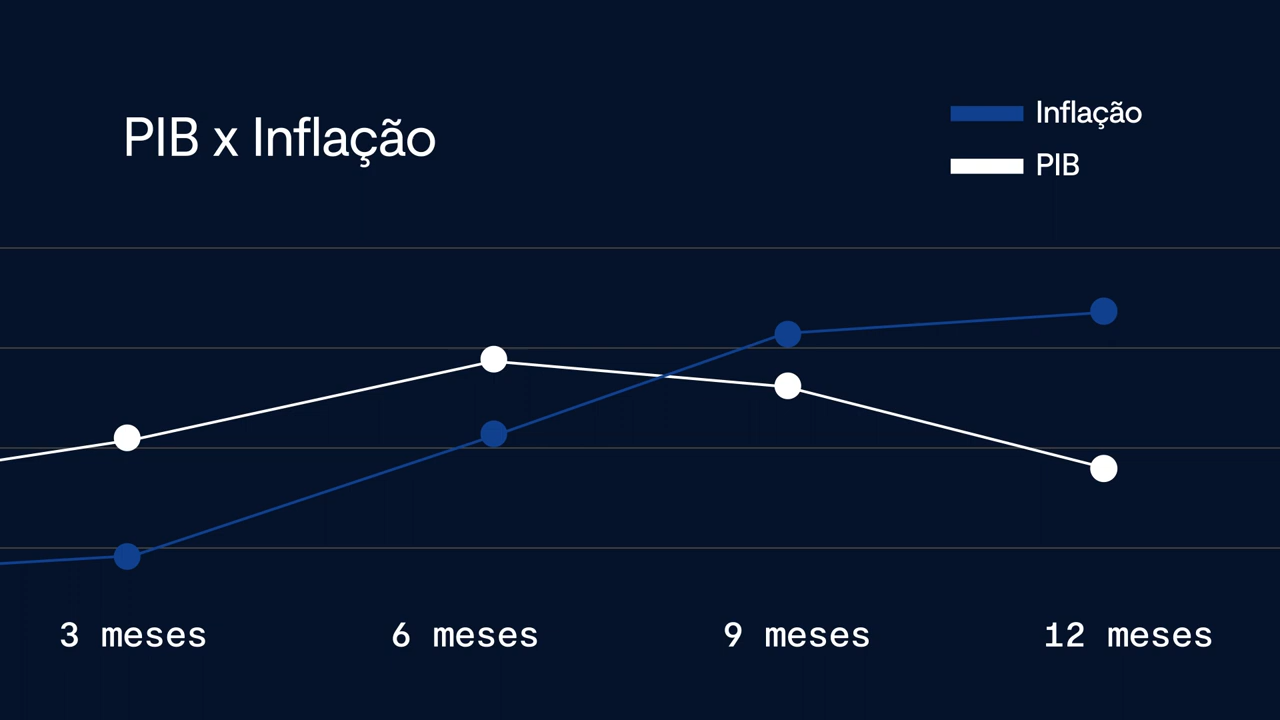 PIB x Inflação
Inflação
PIB
3 meses
6 meses
9 meses
12 meses